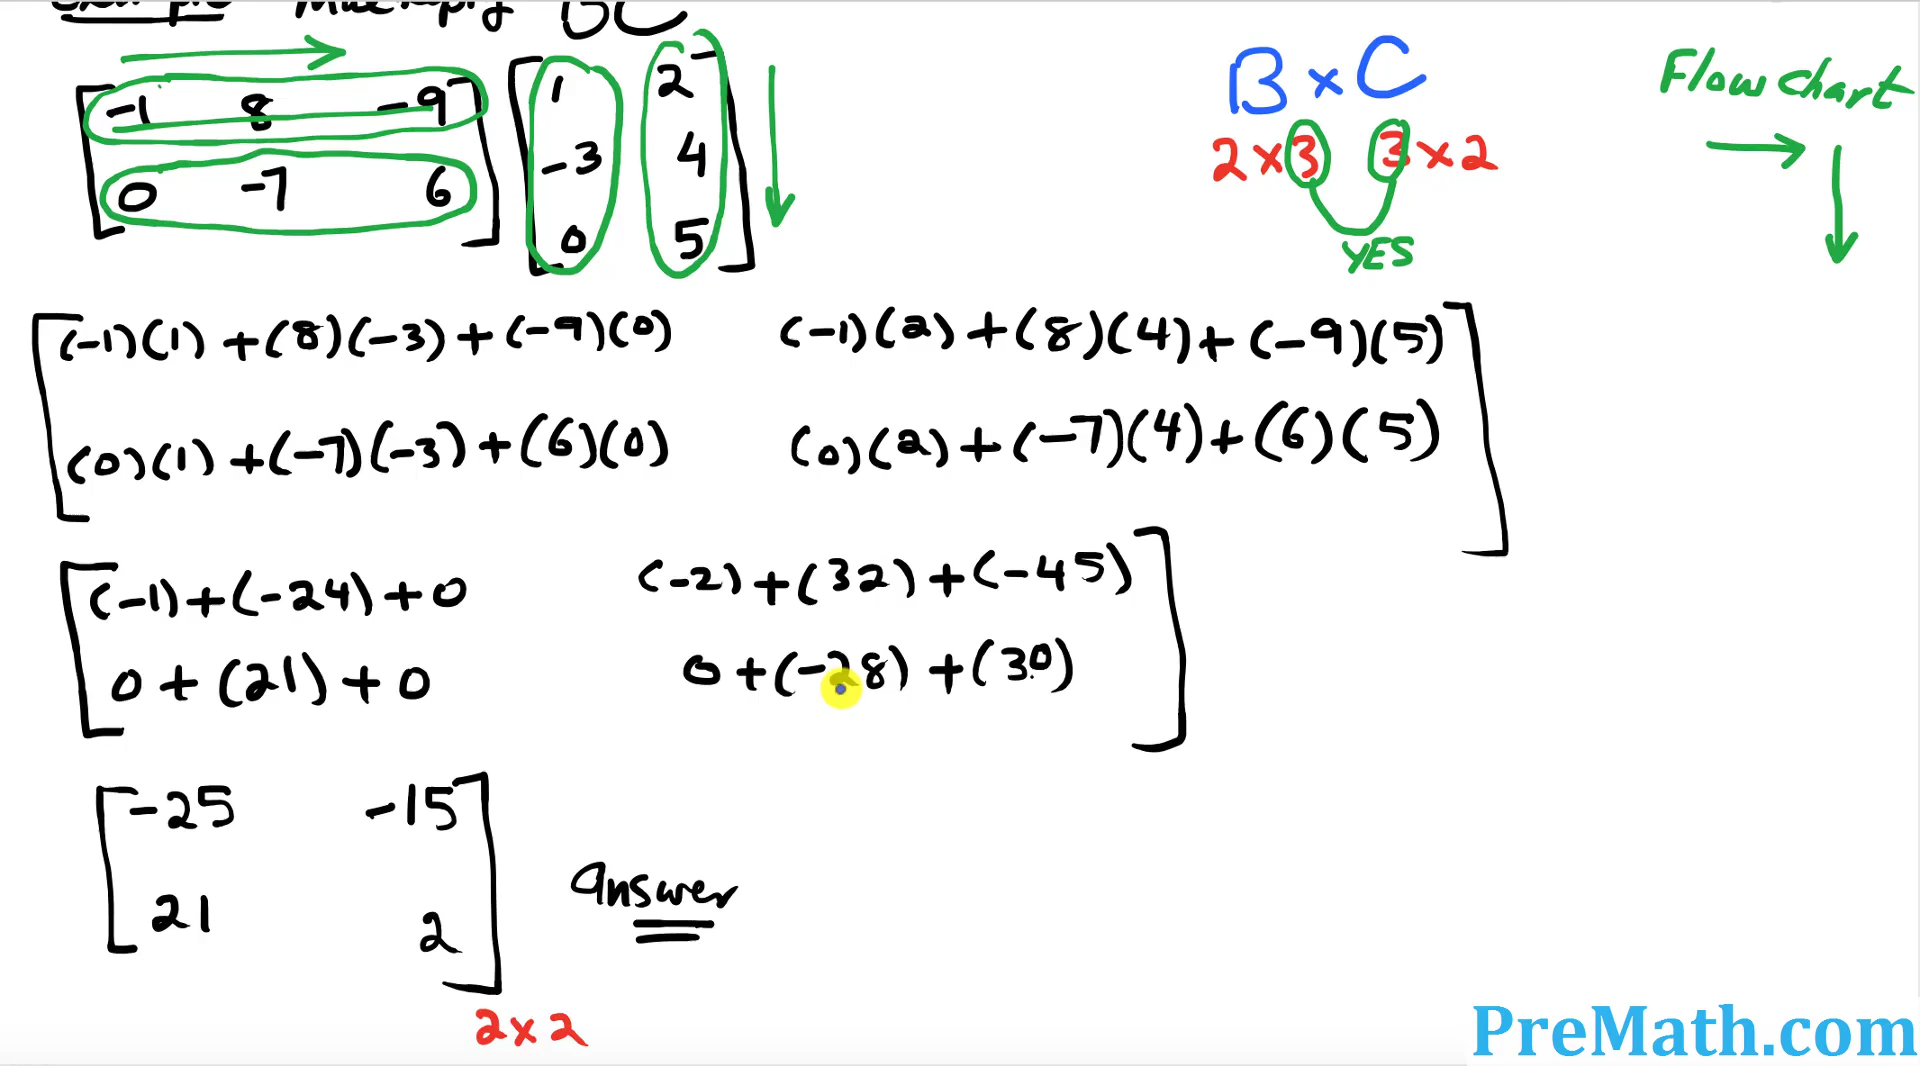 Example Multiply BC
-1 8 -9
0 -7 6
1 2
-3 4
0 5
B x C
2 x 3 3 x 2
YES
Flow chart
(-1)(1) + (8)(-3) + (-9)(0) (-1)(2) + (8)(4) + (-9)(5)
(0)(1) + (-7)(-3) + (6)(0) (0)(2) + (-7)(4) + (6)(5)
(-1) + (-24) + 0 (-2) + (32) + (-45)
0 + (21) + 0 0 + (-28) + (30)
-25 -15
21 2
Answer
2 x 2
PreMath.com